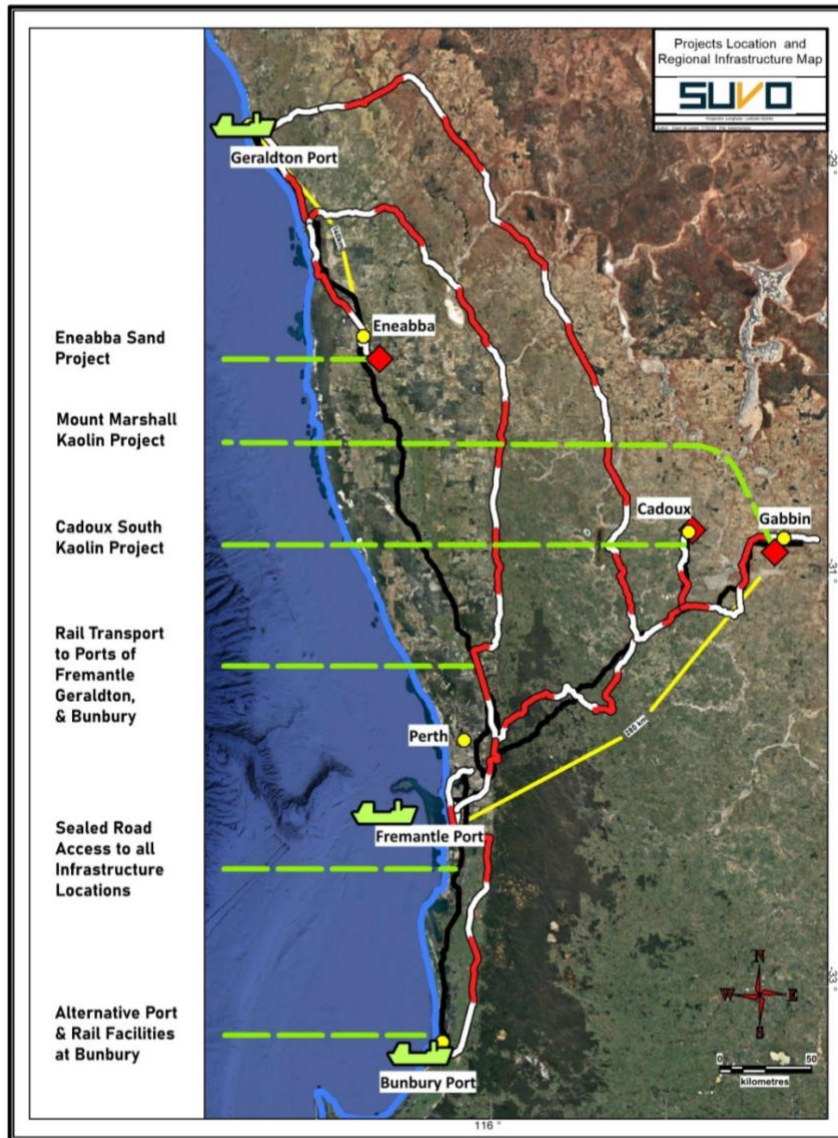 Projects Location and
Regional Infrastructure Map
SUVO
-29 °
Geraldton Port
Eneabba
Eneabba Sand
Project
Mount Marshall
Kaolin Project
Cadoux
Gabbin
Cadoux South
Kaolin Project
-31 °
Rail Transport
to Ports of
Fremantle
Geraldton,
& Bunbury
Perth
280 km
Fremantle Port
Sealed Road
Access to all
Infrastructure
Locations
-33 °
N
W E
S
Alternative Port
& Rail Facilities
at Bunbury
Bunbury Port
0 50
kilometres
116 °